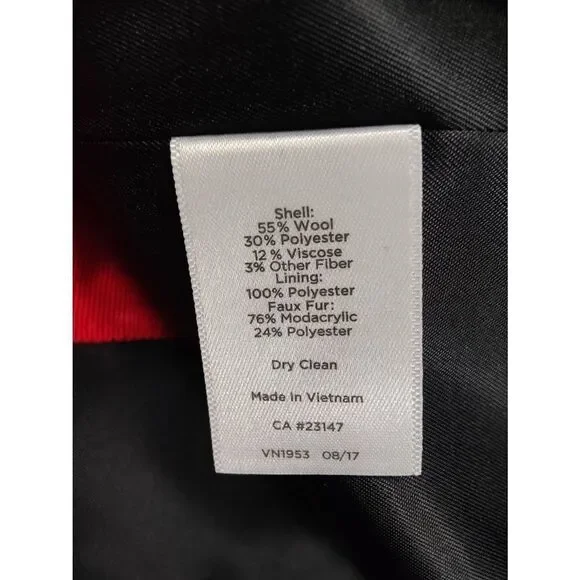 Shell:
55% Wool
30% Polyester
12% Viscose
3% Other Fiber
Lining:
100% Polyester
Faux Fur:
76% Modacrylic
24% Polyester
Dry Clean
Made in Vietnam
CA #23147
VN1953 08/17